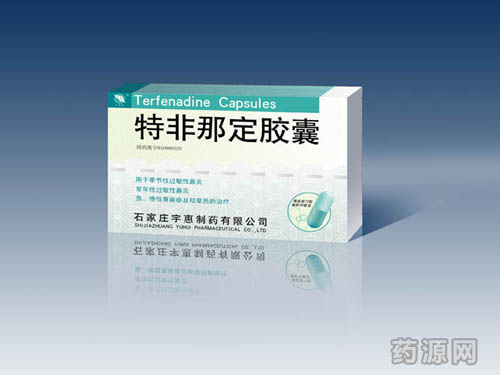 Terfenadine Capsules
特非那定胶囊
用于季节性过敏性鼻炎
常年性过敏性鼻炎
急、慢性荨麻疹及枯草热的治疗
石家庄宇惠制药有限公司
SHIJIAZHUANG YUHUI PHARMACEUTICAL CO.,LTD
药源网